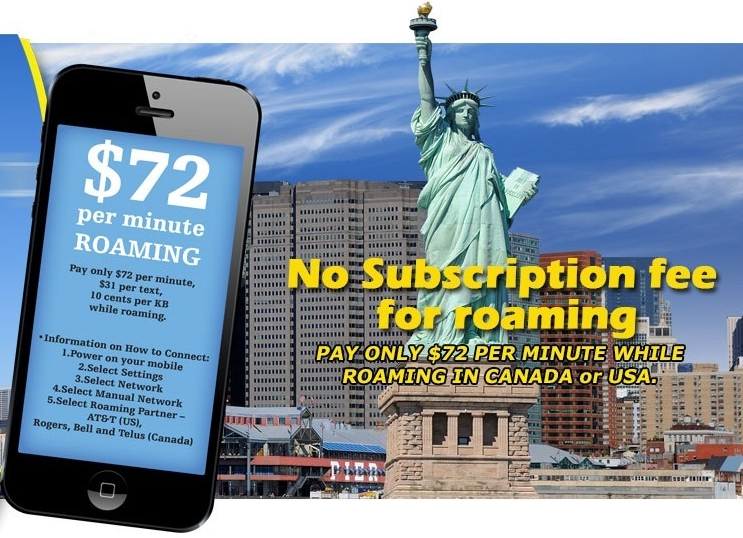 $72
per minute
ROAMING
Pay only $72 per minute,
$31 per text,
10 cents per KB
while roaming.
*Information on How to Connect:
1.Power on your mobile
2.Select Settings
3.Select Network
4.Select Manual Network
5.Select Roaming Partner –
AT&T (US),
Rogers, Bell and Telus (Canada)
No Subscription fee
for roaming
PAY ONLY $72 PER MINUTE WHILE
ROAMING IN CANADA or USA.